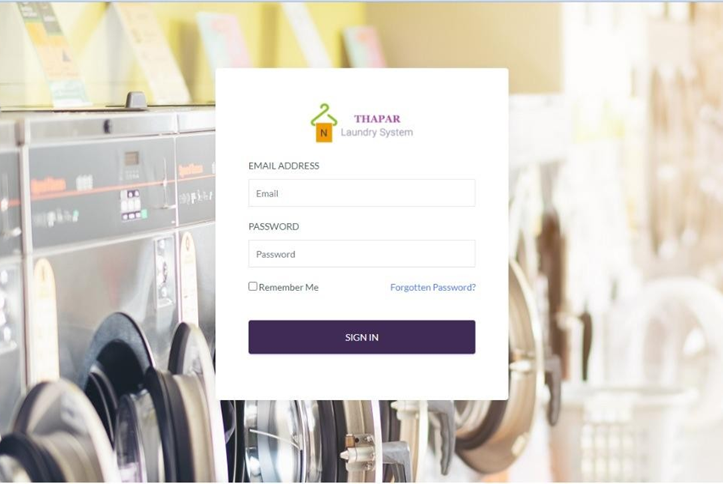 THAPAR
N
Laundry System
EMAIL ADDRESS
Email
PASSWORD
Password
Remember Me
Forgotten Password?
SIGN IN